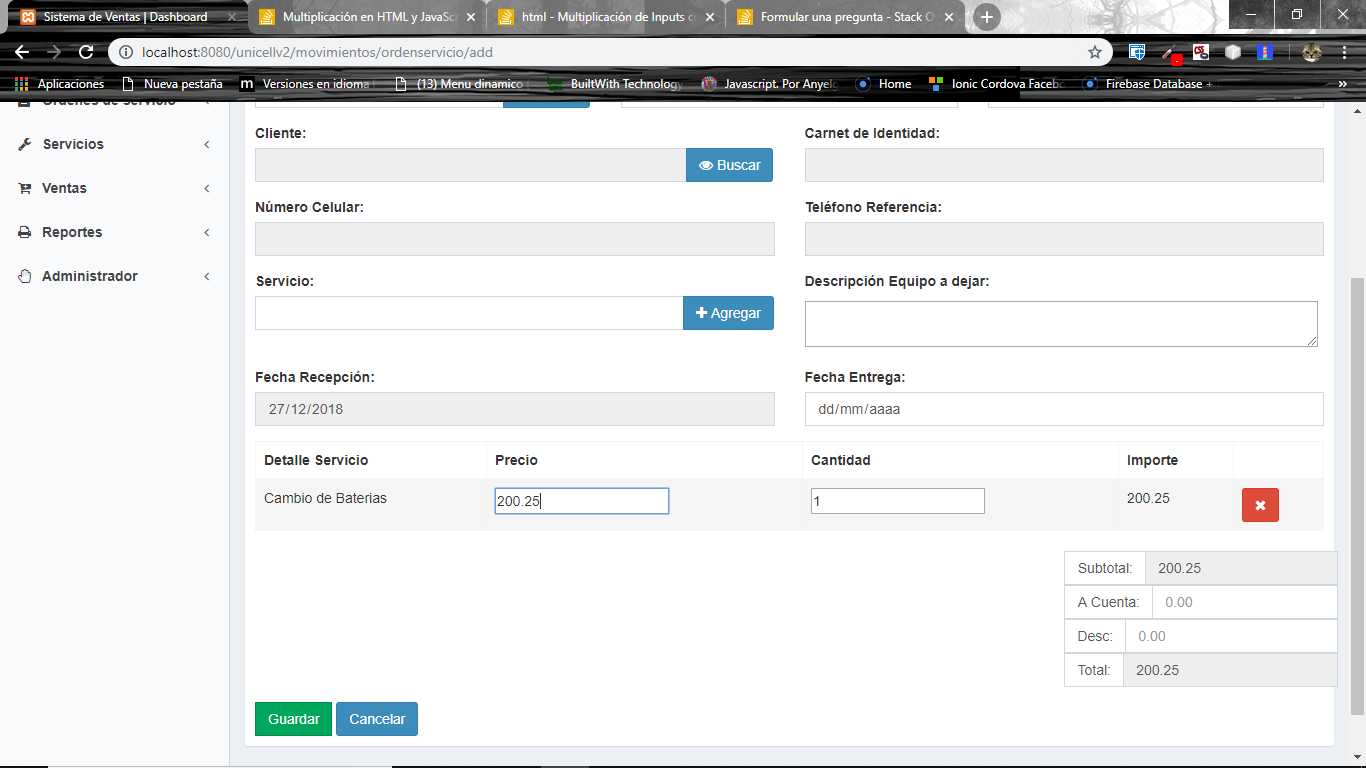 Sistema de Ventas | Dashboard
Multiplicación en HTML y JavaSc
html - Multiplicación de Inputs c
Formular una pregunta - Stack O
localhost:8080/unicellv2/movimientos/ordenservicio/add
Aplicaciones
Nueva pestaña
m Versiones en idioma
(13) Menu dinamico
BuiltWith Technology
Javascript. Por Anyelo
Home
Ionic Cordova Facebo
Firebase Database +
»
Ordenes de servicio
Servicios
Ventas
Reportes
Administrador
Cliente:
Carnet de Identidad:
Buscar
Número Celular:
Teléfono Referencia:
Servicio:
Descripción Equipo a dejar:
Agregar
Fecha Recepción:
Fecha Entrega:
27/12/2018
dd/mm/aaaa
Detalle Servicio Precio Cantidad Importe
Cambio de Baterias 200.25 1 200.25
Subtotal: 200.25
A Cuenta: 0.00
Desc: 0.00
Total: 200.25
Guardar
Cancelar